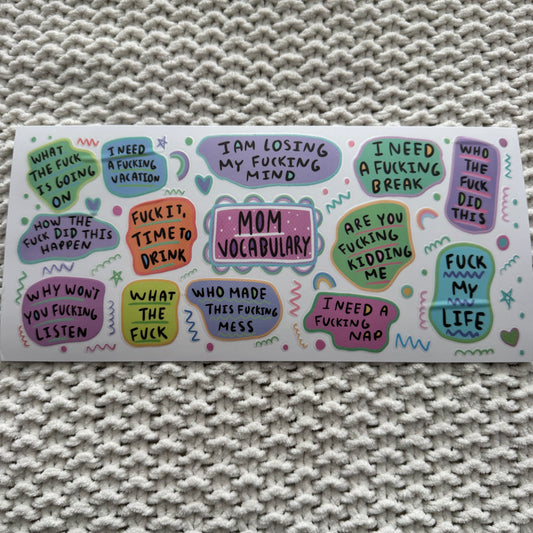 WHAT
THE FUCK
IS GOING
ON
I NEED
A FUCKING
VACATION
I AM LOSING
MY FUCKING
MIND
I NEED
A FUCKING
BREAK
WHO
THE
FUCK
DID
THIS
HOW THE
FUCK DID THIS
HAPPEN
FUCK IT,
TIME TO
DRINK
MOM
VOCABULARY
ARE YOU
FUCKING
KIDDING
ME
FUCK
MY
LIFE
WHY WON'T
YOU FUCKING
LISTEN
WHAT
THE
FUCK
WHO MADE
THIS FUCKING
MESS
I NEED A
FUCKING
NAP